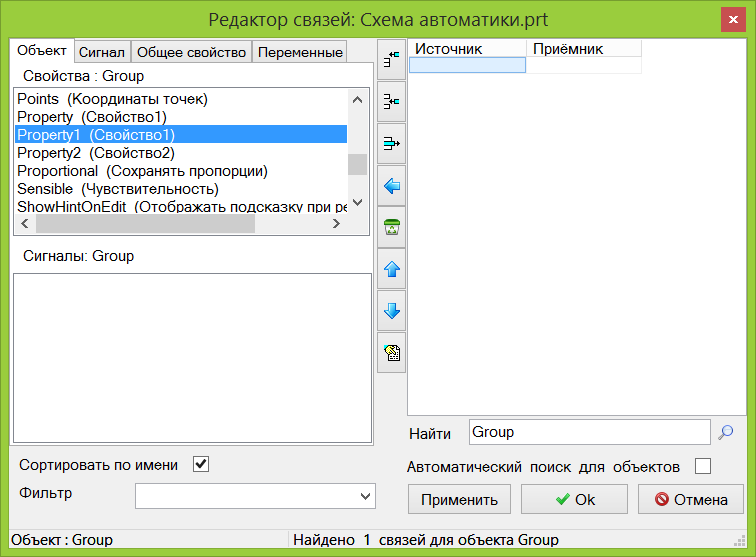 Редактор связей: Схема автоматики.prt
Объект Сигнал Общее свойство Переменные
Свойства : Group
Points (Координаты точек)
Property (Свойство1)
Property1 (Свойство1)
Property2 (Свойство2)
Proportional (Сохранять пропорции)
Sensible (Чувствительность)
ShowHintOnEdit (Отображать подсказку при ре
Сигналы: Group
Сортировать по имени
Фильтр
Источник Приёмник
Найти Group
Автоматический поиск для объектов
Применить Ok Отмена
Объект : Group Найдено 1 связей для объекта Group